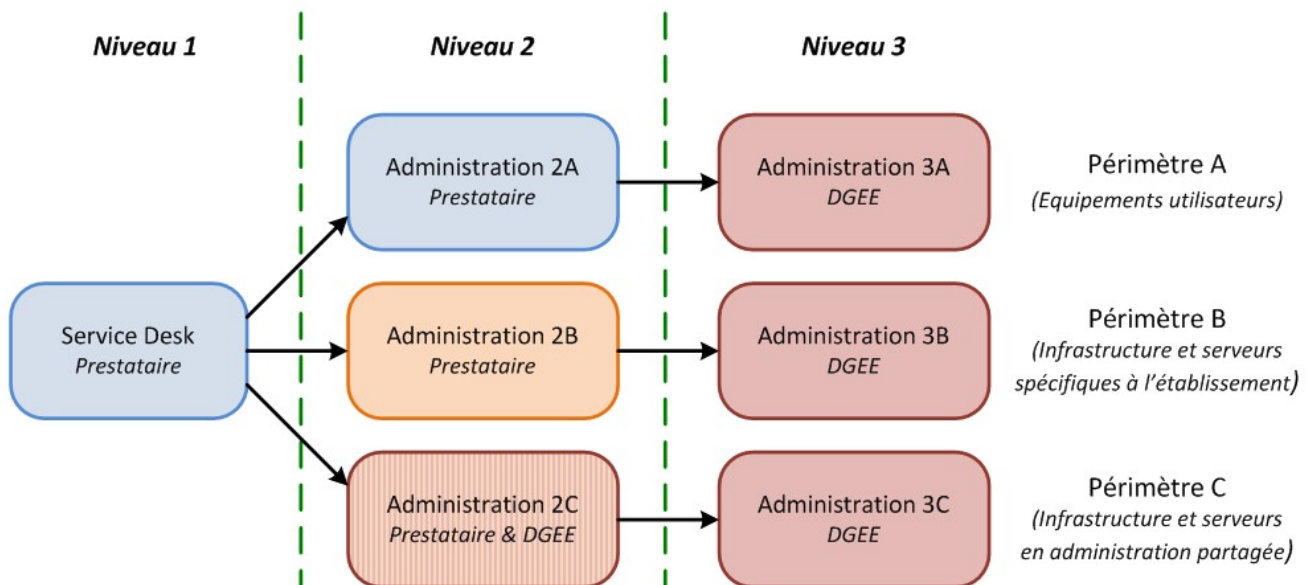 Niveau 1
Niveau 2
Niveau 3
Administration 2A
Prestataire
Administration 3A
DGEE
Périmètre A
(Equipements utilisateurs)
Service Desk
Prestataire
Administration 2B
Prestataire
Administration 3B
DGEE
Périmètre B
(Infrastructure et serveurs
spécifiques à l'établissement)
Administration 2C
Prestataire & DGEE
Administration 3C
DGEE
Périmètre C
(Infrastructure et serveurs
en administration partagée)